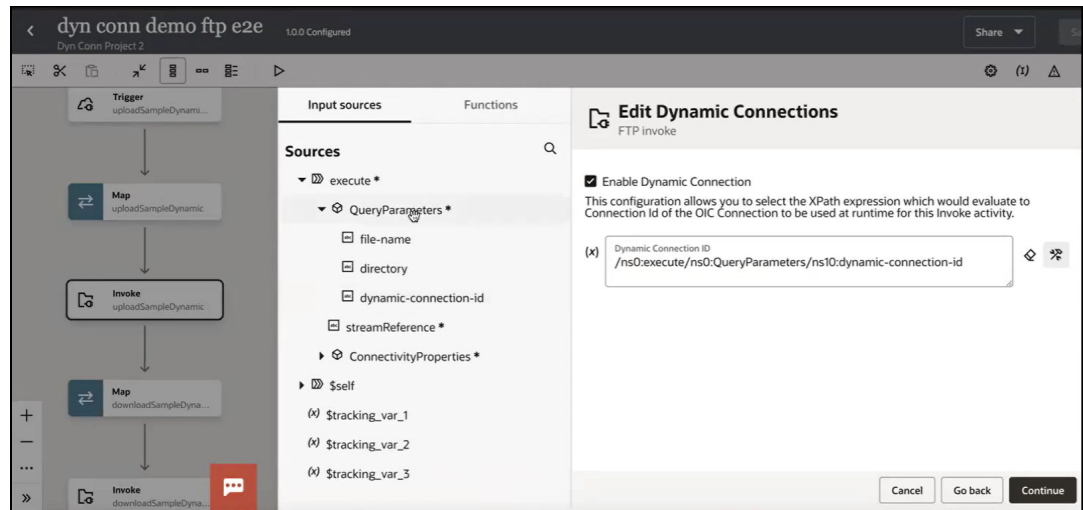 dyn conn demo ftp e2e
1.0.0 Configured
Dyn Conn Project 2
Share
(I)
Trigger
uploadSampleDynami...
Map
uploadSampleDynamic
Invoke
uploadSampleDynamic
Map
downloadSampleDyna...
Invoke
downloadSampleDyna...
Input sources
Functions
Sources
execute *
QueryParameters *
file-name
directory
dynamic-connection-id
streamReference *
ConnectivityProperties *
$self
(x) $tracking_var_1
(x) $tracking_var_2
(x) $tracking_var_3
Edit Dynamic Connections
FTP invoke
Enable Dynamic Connection
This configuration allows you to select the XPath expression which would evaluate to
Connection Id of the OIC Connection to be used at runtime for this Invoke activity.
(x)
Dynamic Connection ID
/ns0:execute/ns0:QueryParameters/ns10:dynamic-connection-id
Cancel
Go back
Continue